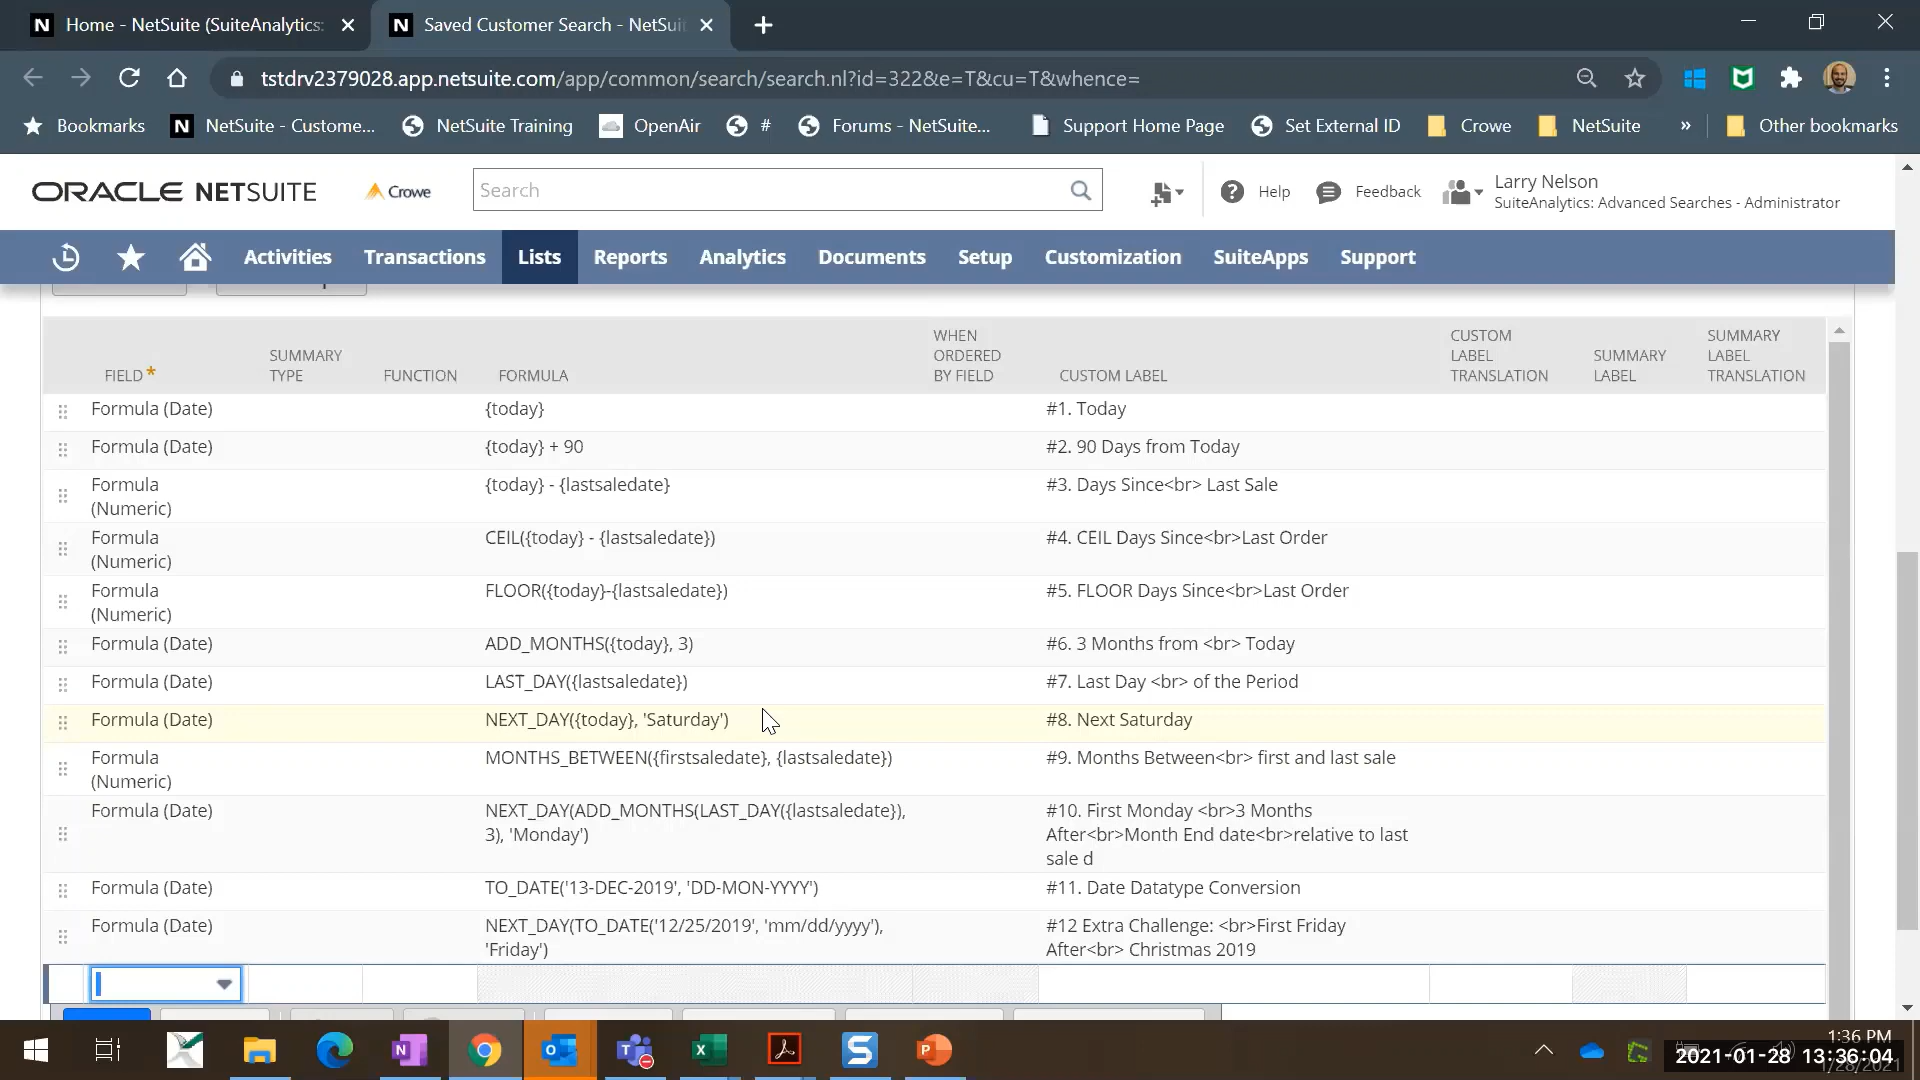 Home - NetSuite (SuiteAnalytics:
Saved Customer Search - NetSui
tstdrv2379028.app.netsuite.com/app/common/search/search.nl?id=322&e=T&cu=T&whence=
Bookmarks
NetSuite - Custome...
NetSuite Training
OpenAir
#
Forums - NetSuite...
Support Home Page
Set External ID
Crowe
NetSuite
»
Other bookmarks
ORACLE NETSUITE
Crowe
Search
Help
Feedback
Larry Nelson
SuiteAnalytics: Advanced Searches - Administrator
Activities
Transactions
Lists
Reports
Analytics
Documents
Setup
Customization
SuiteApps
Support
FIELD *
SUMMARY
TYPE
FUNCTION
FORMULA
WHEN
ORDERED
BY FIELD
CUSTOM LABEL
CUSTOM
LABEL
TRANSLATION
SUMMARY
LABEL
SUMMARY
LABEL
TRANSLATION
Formula (Date)
{today}
#1. Today
Formula (Date)
{today} + 90
#2. 90 Days from Today
Formula
(Numeric)
{today} - {lastsaledate}
#3. Days Since<br> Last Sale
Formula
(Numeric)
CEIL({today} - {lastsaledate})
#4. CEIL Days Since<br>Last Order
Formula
(Numeric)
FLOOR({today}-{lastsaledate})
#5. FLOOR Days Since<br>Last Order
Formula (Date)
ADD_MONTHS({today}, 3)
#6. 3 Months from <br> Today
Formula (Date)
LAST_DAY({lastsaledate})
#7. Last Day <br> of the Period
Formula (Date)
NEXT_DAY({today}, 'Saturday')
#8. Next Saturday
Formula
(Numeric)
MONTHS_BETWEEN({firstsaledate}, {lastsaledate})
#9. Months Between<br> first and last sale
Formula (Date)
NEXT_DAY(ADD_MONTHS(LAST_DAY({lastsaledate}),
3), 'Monday')
#10. First Monday <br>3 Months
After<br>Month End date<br>relative to last
sale d
Formula (Date)
TO_DATE('13-DEC-2019', 'DD-MON-YYYY')
#11. Date Datatype Conversion
Formula (Date)
NEXT_DAY(TO_DATE('12/25/2019', 'mm/dd/yyyy'),
'Friday')
#12 Extra Challenge: <br>First Friday
After<br> Christmas 2019
1:36 PM
2021-01-28 13:36:04